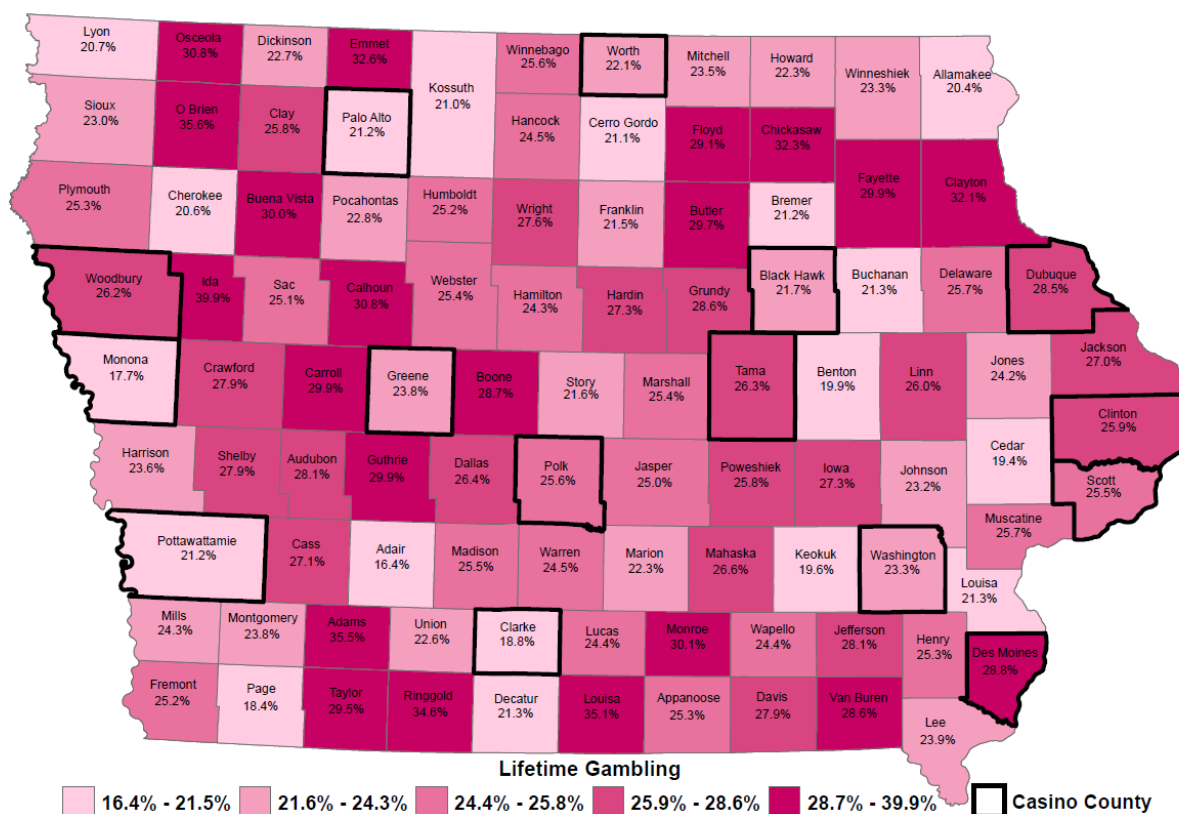 Lyon
20.7%
Osceola
30.8%
Dickinson
22.7%
Emmet
32.6%
Kossuth
21.0%
Winnebago
25.6%
Worth
22.1%
Mitchell
23.5%
Howard
22.3%
Winneshiek
23.3%
Allamakee
20.4%
Sioux
23.0%
O Brien
35.6%
Clay
25.8%
Palo Alto
21.2%
Hancock
24.5%
Cerro Gordo
21.1%
Floyd
29.1%
Chickasaw
32.3%
Fayette
29.9%
Clayton
32.1%
Plymouth
25.3%
Cherokee
20.6%
Buena Vista
30.0%
Pocahontas
22.8%
Humboldt
25.2%
Wright
27.6%
Franklin
21.5%
Butler
29.7%
Bremer
21.2%
Woodbury
26.2%
Ida
39.9%
Sac
25.1%
Calhoun
30.8%
Webster
25.4%
Hamilton
24.3%
Hardin
27.3%
Grundy
28.6%
Black Hawk
21.7%
Buchanan
21.3%
Delaware
25.7%
Dubuque
28.5%
Monona
17.7%
Crawford
27.9%
Carroll
29.9%
Greene
23.8%
Boone
28.7%
Story
21.6%
Marshall
25.4%
Tama
26.3%
Benton
19.9%
Linn
26.0%
Jones
24.2%
Jackson
27.0%
Clinton
25.9%
Cedar
19.4%
Scott
25.5%
Harrison
23.6%
Shelby
27.9%
Audubon
28.1%
Guthrie
29.9%
Dallas
26.4%
Polk
25.6%
Jasper
25.0%
Poweshiek
25.8%
Iowa
27.3%
Johnson
23.2%
Muscatine
25.7%
Pottawattamie
21.2%
Cass
27.1%
Adair
16.4%
Madison
25.5%
Warren
24.5%
Marion
22.3%
Mahaska
26.6%
Keokuk
19.6%
Washington
23.3%
Louisa
21.3%
Mills
24.3%
Montgomery
23.8%
Adams
35.5%
Union
22.6%
Clarke
18.8%
Lucas
24.4%
Monroe
30.1%
Wapello
24.4%
Jefferson
28.1%
Henry
25.3%
Des Moines
28.8%
Fremont
25.2%
Page
18.4%
Taylor
29.5%
Ringgold
34.6%
Decatur
21.3%
Louisa
35.1%
Appanoose
25.3%
Davis
27.9%
Van Buren
28.6%
Lee
23.9%
Lifetime Gambling
16.4% - 21.5%
21.6% - 24.3%
24.4% - 25.8%
25.9% - 28.6%
28.7% - 39.9%
Casino County